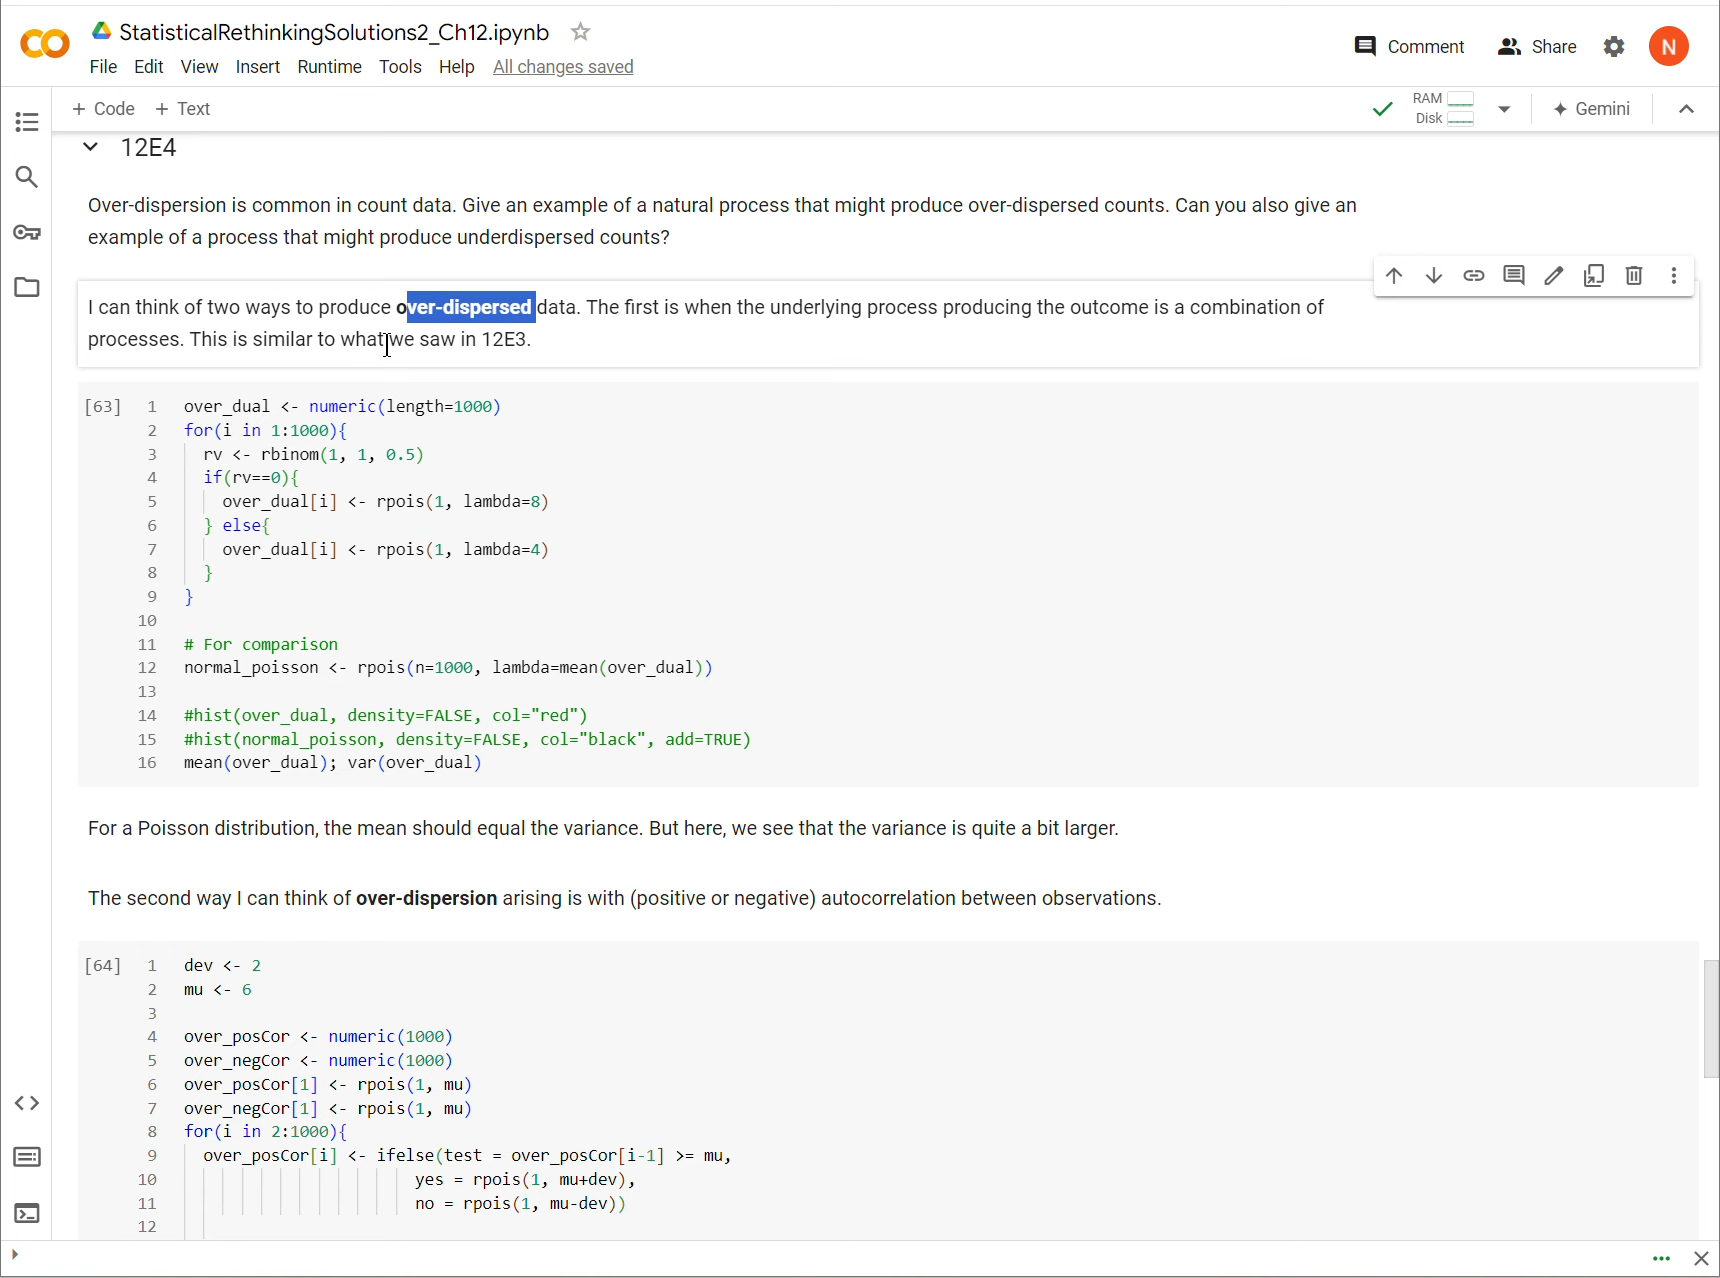 StatisticalRethinkingSolutions2_Ch12.ipynb
Comment
Share
N
File Edit View Insert Runtime Tools Help All changes saved
+ Code + Text
RAM
Disk
Gemini
12E4
Over-dispersion is common in count data. Give an example of a natural process that might produce over-dispersed counts. Can you also give an
example of a process that might produce underdispersed counts?
I can think of two ways to produce over-dispersed data. The first is when the underlying process producing the outcome is a combination of
processes. This is similar to what we saw in 12E3.
[63] 1 over_dual <- numeric(length=1000)
2 for(i in 1:1000){
3 rv <- rbinom(1, 1, 0.5)
4 if(rv==0){
5 over_dual[i] <- rpois(1, lambda=8)
6 } else{
7 over_dual[i] <- rpois(1, lambda=4)
8 }
9 }
10
11 # For comparison
12 normal_poisson <- rpois(n=1000, lambda=mean(over_dual))
13
14 #hist(over_dual, density=FALSE, col="red")
15 #hist(normal_poisson, density=FALSE, col="black", add=TRUE)
16 mean(over_dual); var(over_dual)
For a Poisson distribution, the mean should equal the variance. But here, we see that the variance is quite a bit larger.
The second way I can think of over-dispersion arising is with (positive or negative) autocorrelation between observations.
[64] 1 dev <- 2
2 mu <- 6
3
4 over_posCor <- numeric(1000)
5 over_negCor <- numeric(1000)
6 over_posCor[1] <- rpois(1, mu)
7 over_negCor[1] <- rpois(1, mu)
8 for(i in 2:1000){
9 over_posCor[i] <- ifelse(test = over_posCor[i-1] >= mu,
10 yes = rpois(1, mu+dev),
11 no = rpois(1, mu-dev))
12